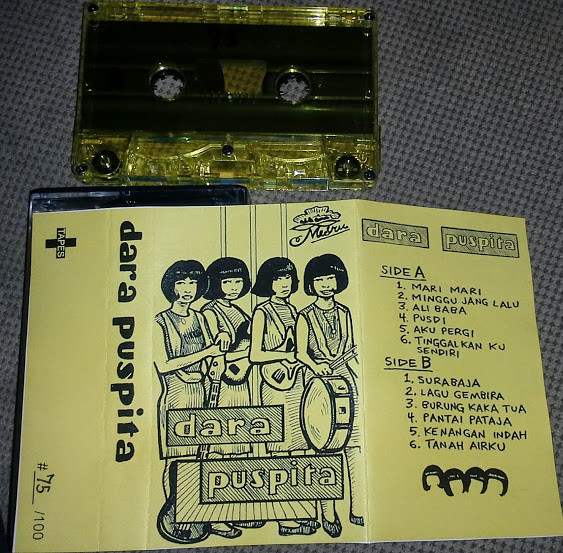 TAPES
dara puspita
#75 /100
Madru
dara
puspita
dara puspita
SIDE A
1. MARI MARI
2. MINGGU JANG LALU
3. ALI BABA
4. PUSDI
5. AKU PERGI
6. TINGGALKAN KU
SENDIRI
SIDE B
1. SURABAJA
2. LAGU GEMBIRA
3. BURUNG KAKA TUA
4. PANTAI PATAJA
5. KENANGAN INDAH
6. TANAH AIRKU